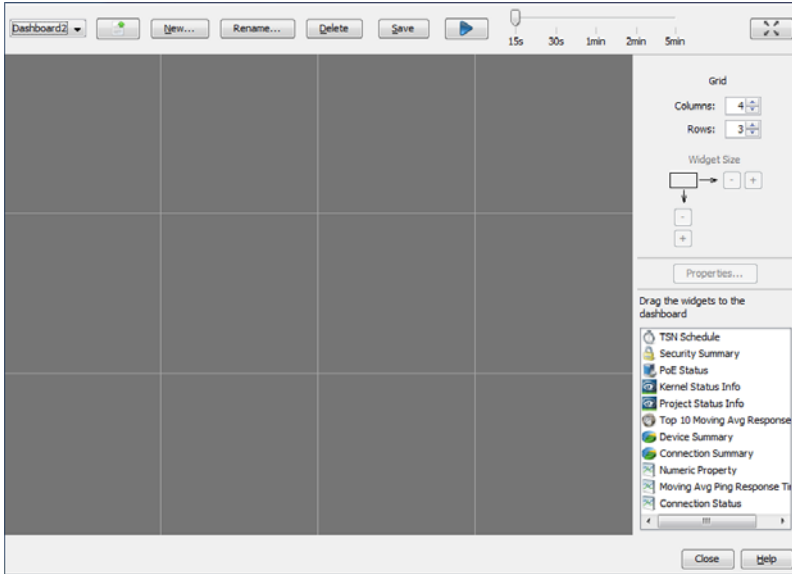 Dashboard2 New... Rename... Delete Save
15s 30s 1min 2min 5min
Grid
Columns: 4
Rows: 3
Widget Size
- +
-
+
Properties...
Drag the widgets to the
dashboard
TSN Schedule
Security Summary
PoE Status
Kernel Status Info
Project Status Info
Top 10 Moving Avg Response
Device Summary
Connection Summary
Numeric Property
Moving Avg Ping Response Ti
Connection Status
Close Help